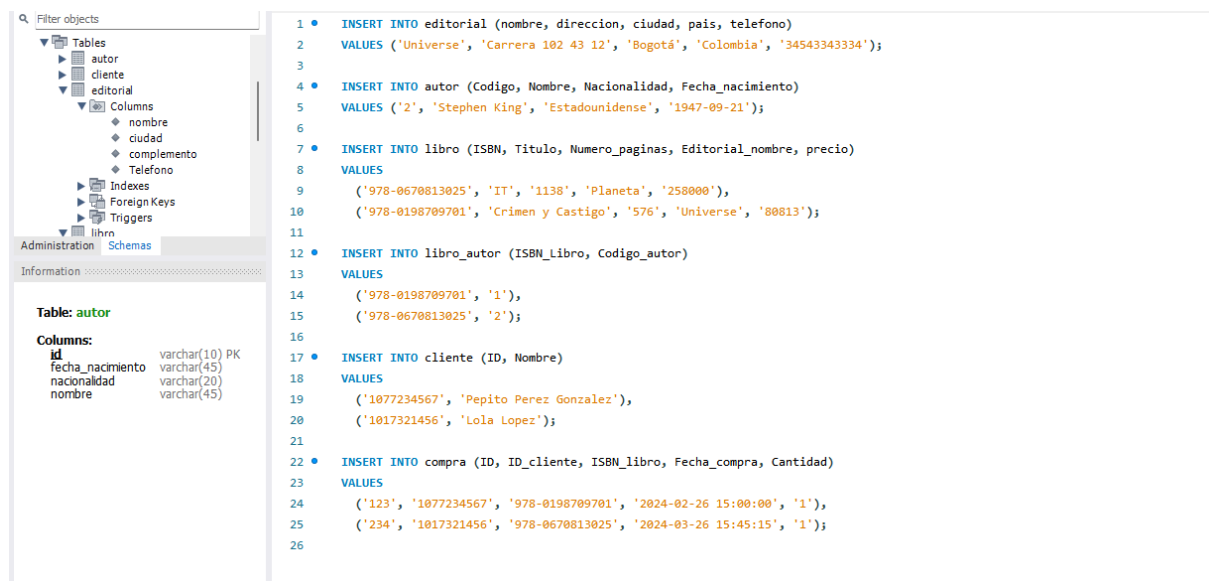 Filter objects
Tables
autor
cliente
editorial
Columns
nombre
ciudad
complemento
Telefono
Indexes
Foreign Keys
Triggers
libro
Administration Schemas
Information
Table: autor
Columns:
id varchar(10) PK
fecha_nacimiento varchar(45)
nacionalidad varchar(20)
nombre varchar(45)
1 INSERT INTO editorial (nombre, direccion, ciudad, pais, telefono)
2 VALUES ('Universe', 'Carrera 102 43 12', 'Bogotá', 'Colombia', '34543343334');
3
4 INSERT INTO autor (Codigo, Nombre, Nacionalidad, Fecha_nacimiento)
5 VALUES ('2', 'Stephen King', 'Estadounidense', '1947-09-21');
6
7 INSERT INTO libro (ISBN, Titulo, Numero_paginas, Editorial_nombre, precio)
8 VALUES
9 ('978-0670813025', 'IT', '1138', 'Planeta', '258000'),
10 ('978-0198709701', 'Crimen y Castigo', '576', 'Universe', '80813');
11
12 INSERT INTO libro_autor (ISBN_Libro, Codigo_autor)
13 VALUES
14 ('978-0198709701', '1'),
15 ('978-0670813025', '2');
16
17 INSERT INTO cliente (ID, Nombre)
18 VALUES
19 ('1077234567', 'Pepito Perez Gonzalez'),
20 ('1017321456', 'Lola Lopez');
21
22 INSERT INTO compra (ID, ID_cliente, ISBN_libro, Fecha_compra, Cantidad)
23 VALUES
24 ('123', '1077234567', '978-0198709701', '2024-02-26 15:00:00', '1'),
25 ('234', '1017321456', '978-0670813025', '2024-03-26 15:45:15', '1');
26